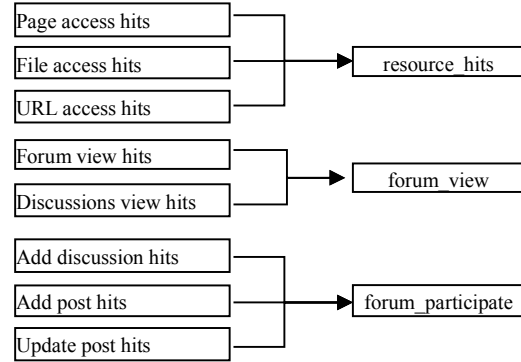 Page access hits
File access hits
URL access hits
resource_hits
Forum view hits
Discussions view hits
forum_view
Add discussion hits
Add post hits
Update post hits
forum_participate